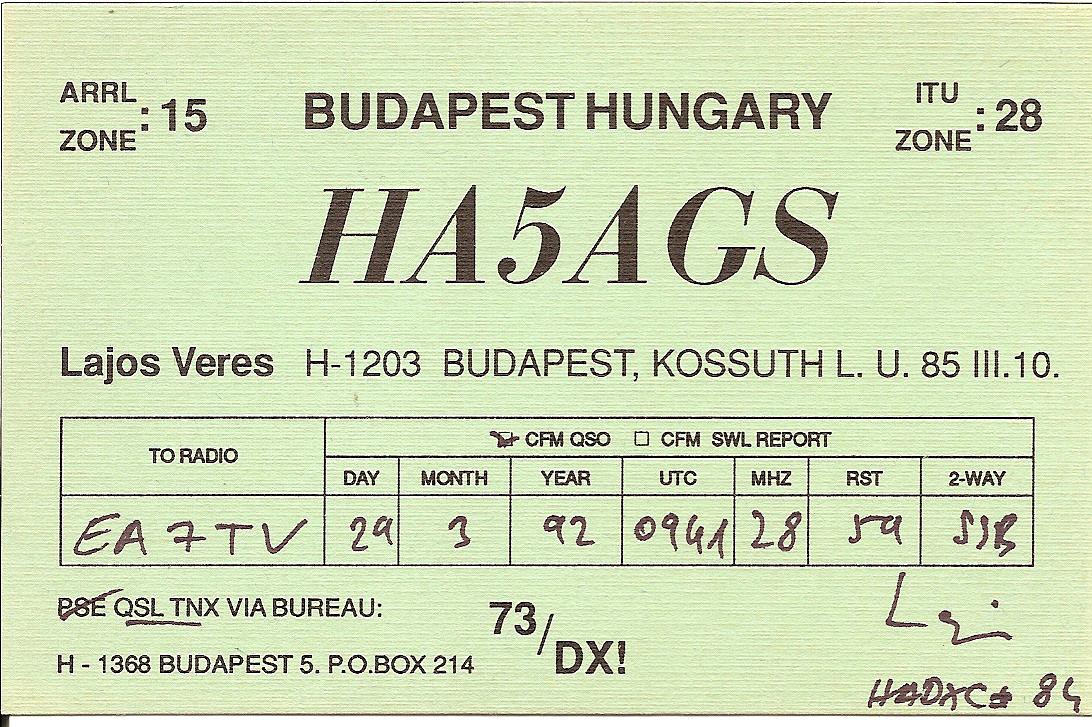 ARRL ZONE : 15
BUDAPEST HUNGARY
ITU ZONE : 28
HA5AGS
Lajos Veres H-1203 BUDAPEST, KOSSUTH L. U. 85 III.10.
TO RADIO
CFM QSO CFM SWL REPORT
DAY MONTH YEAR UTC MHZ RST 2-WAY
EA7TV 29 3 92 0941 28 59 SSB
PSE QSL TNX VIA BUREAU:
73/DX!
H - 1368 BUDAPEST 5. P.O.BOX 214
HADXC# 84